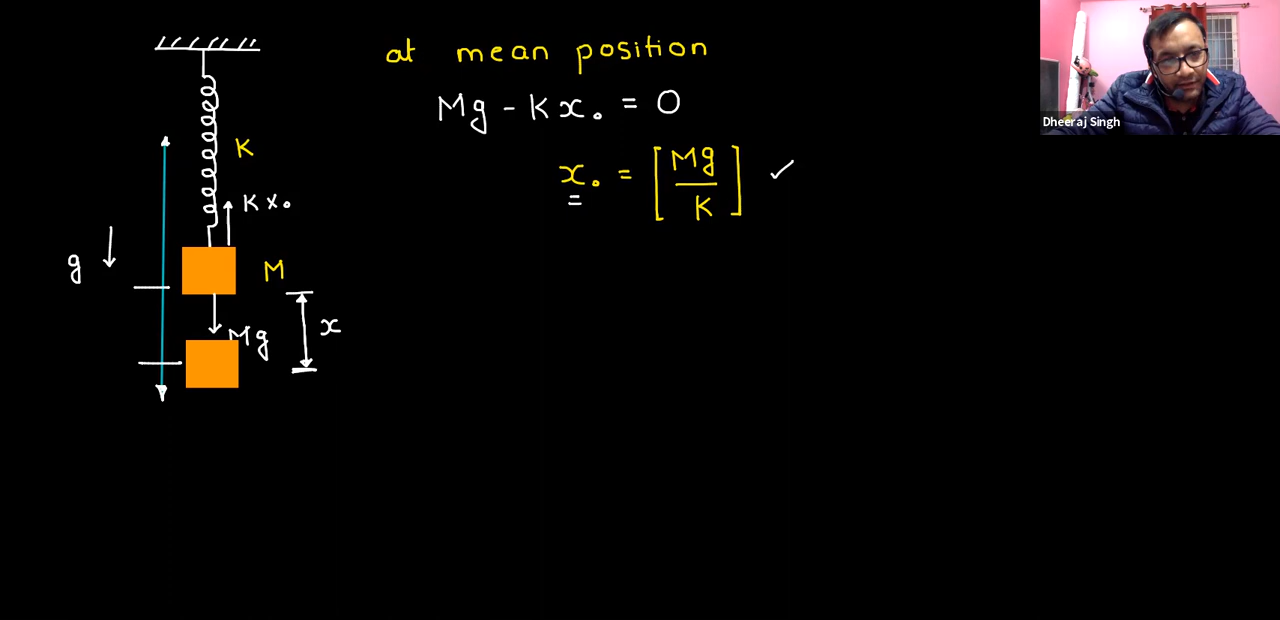 at mean position
Mg - Kx₀ = 0
x₀ = [Mg/K] ✓
K
Kx₀
g
M
Mg
x
Dheeraj Singh